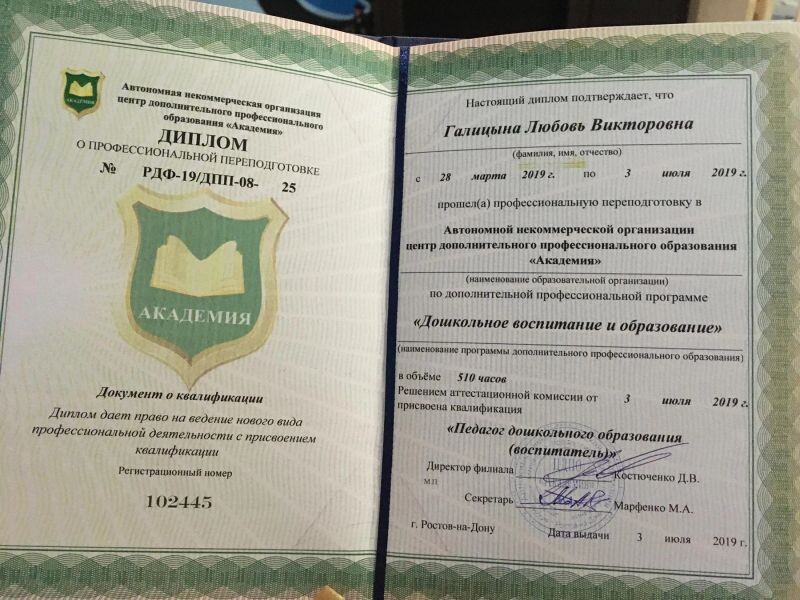 АКАДЕМИЯ
Автономная некоммерческая организация
центр дополнительного профессионального
образования «Академия»
ДИПЛОМ
О ПРОФЕССИОНАЛЬНОЙ ПЕРЕПОДГОТОВКЕ
№ РДФ-19/ДПП-08- 25
АКАДЕМИЯ
Документ о квалификации
Диплом дает право на ведение нового вида
профессиональной деятельности с присвоением
квалификации
Регистрационный номер
102445
Настоящий диплом подтверждает, что
Галицына Любовь Викторовна
(фамилия, имя, отчество)
с 28 марта 2019 г. по 3 июля 2019 г.
прошел(а) профессиональную переподготовку в
Автономной некоммерческой организации
центр дополнительного профессионального образования
«Академия»
(наименование образовательной организации)
по дополнительной профессиональной программе
«Дошкольное воспитание и образование»
(наименование программы дополнительного профессионального образования)
в объёме 510 часов
Решением аттестационной комиссии от 3 июля 2019 г.
присвоена квалификация
«Педагог дошкольного образования
(воспитатель)»
Директор филиала Костюченко Д.В.
МП
Секретарь Марфенко М.А.
г. Ростов-на-Дону Дата выдачи 3 июля 2019 г.